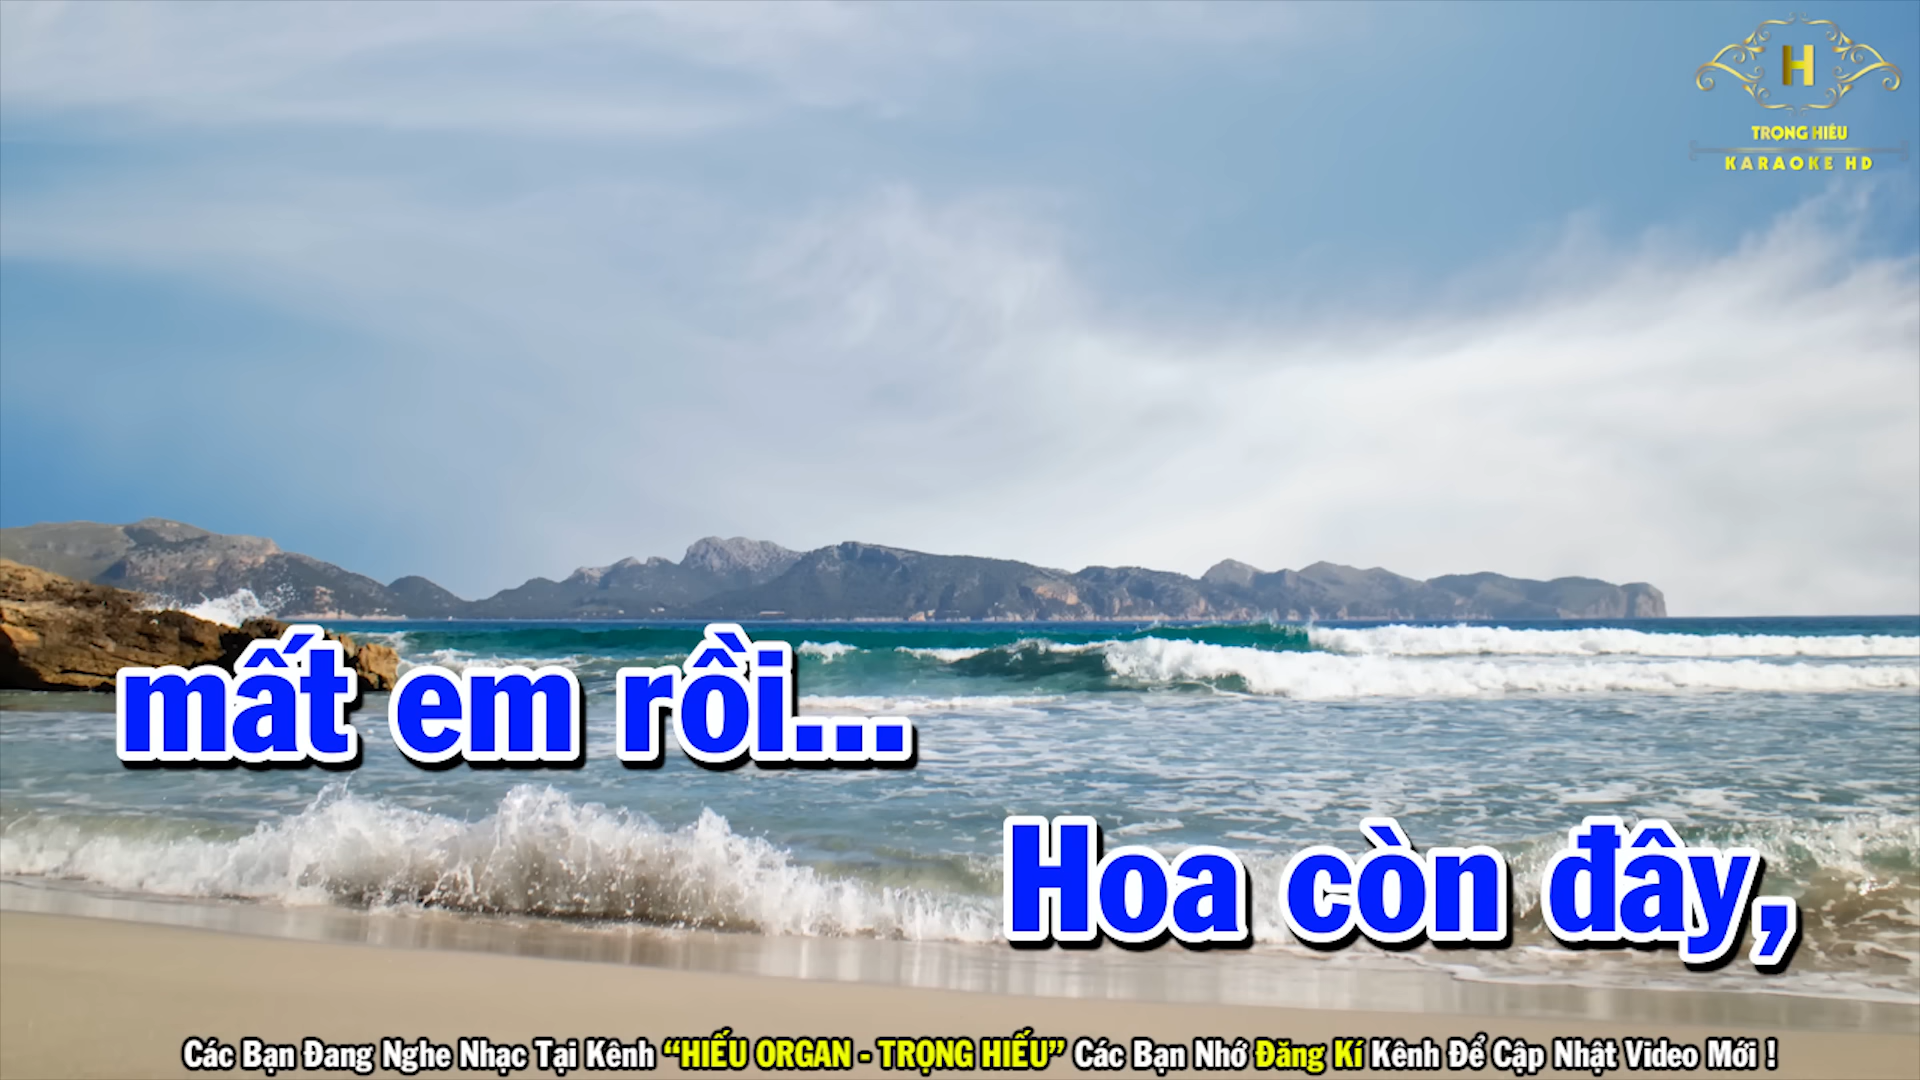 H
TRỌNG HIẾU
KARAOKE HD
mất em rồi...
Hoa còn đây,
Các Bạn Đang Nghe Nhạc Tại Kênh “HIẾU ORGAN - TRỌNG HIẾU” Các Bạn Nhớ Đăng Kí Kênh Để Cập Nhật Video Mới !